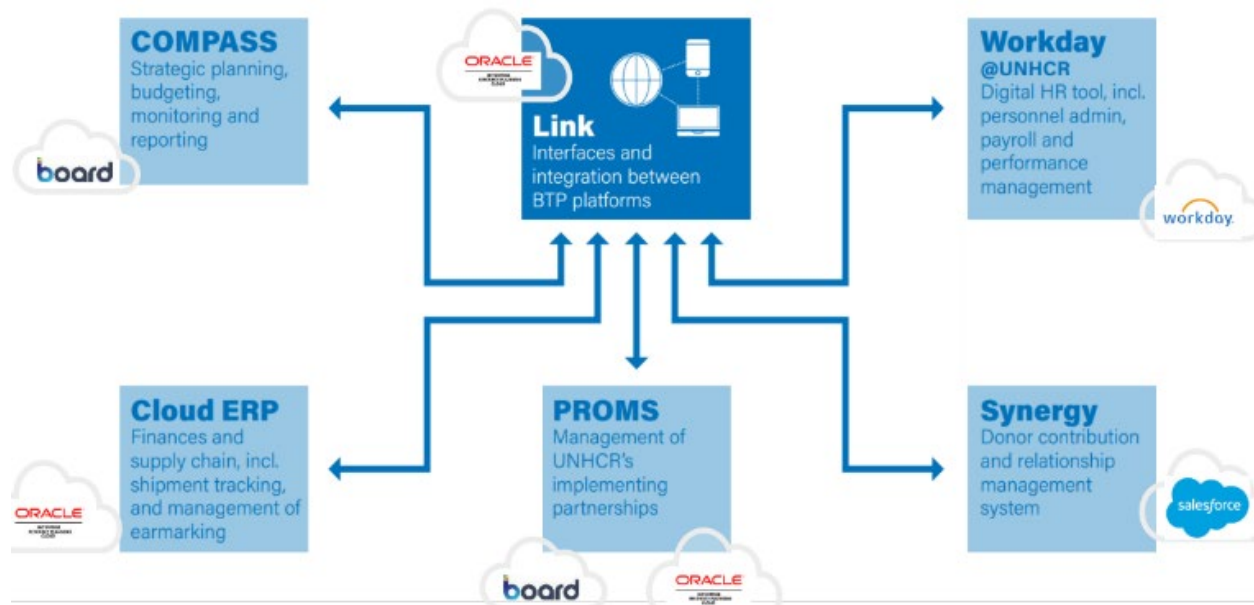 COMPASS
Strategic planning,
budgeting,
monitoring and
reporting
board
ORACLE
Link
Interfaces and
integration between
BTP platforms
Workday
@UNHCR
Digital HR tool, incl.
personnel admin,
payroll and
performance
management
workday.
Cloud ERP
Finances and
supply chain, incl.
shipment tracking,
and management of
earmarking
ORACLE
PROMS
Management of
UNHCR's
implementing
partnerships
board
ORACLE
Synergy
Donor contribution
and relationship
management
system
salesforce